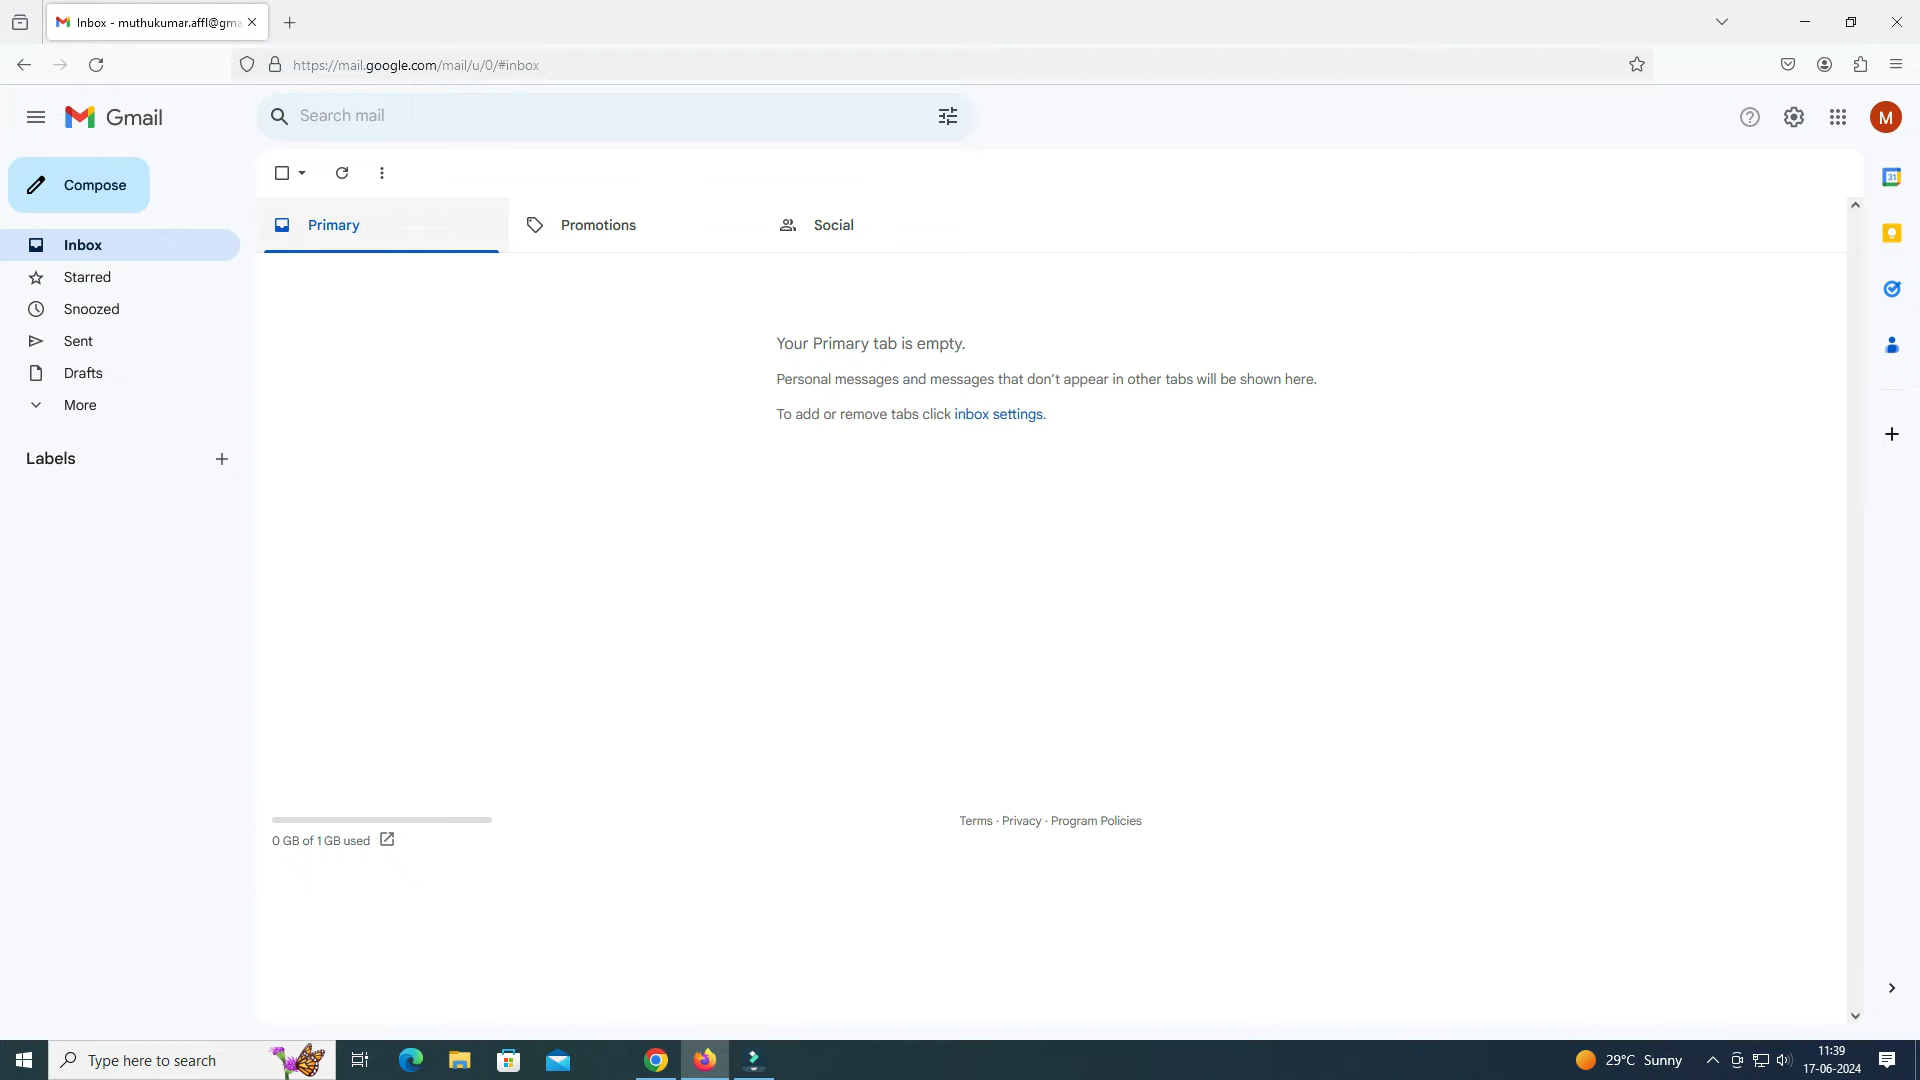 Inbox - muthukumar.affl@gma
https://mail.google.com/mail/u/0/#inbox
Gmail
Search mail
M
Compose
Inbox
Starred
Snoozed
Sent
Drafts
More
Labels
Primary
Promotions
Social
31
Your Primary tab is empty.
Personal messages and messages that don’t appear in other tabs will be shown here.
To add or remove tabs click inbox settings.
0 GB of 1 GB used
Terms · Privacy · Program Policies
Type here to search
29°C Sunny
11:39
17-06-2024